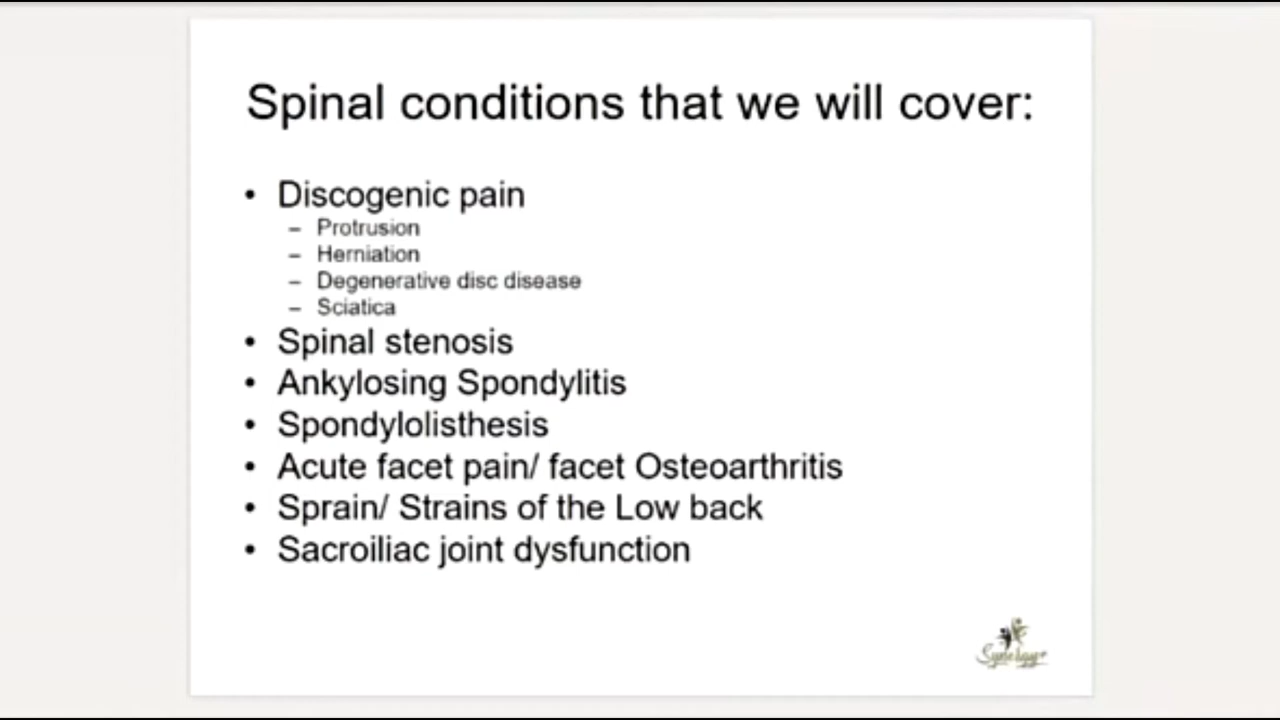 Spinal conditions that we will cover:
• Discogenic pain
– Protrusion
– Herniation
– Degenerative disc disease
– Sciatica
• Spinal stenosis
• Ankylosing Spondylitis
• Spondylolisthesis
• Acute facet pain/ facet Osteoarthritis
• Sprain/ Strains of the Low back
• Sacroiliac joint dysfunction
Synergy